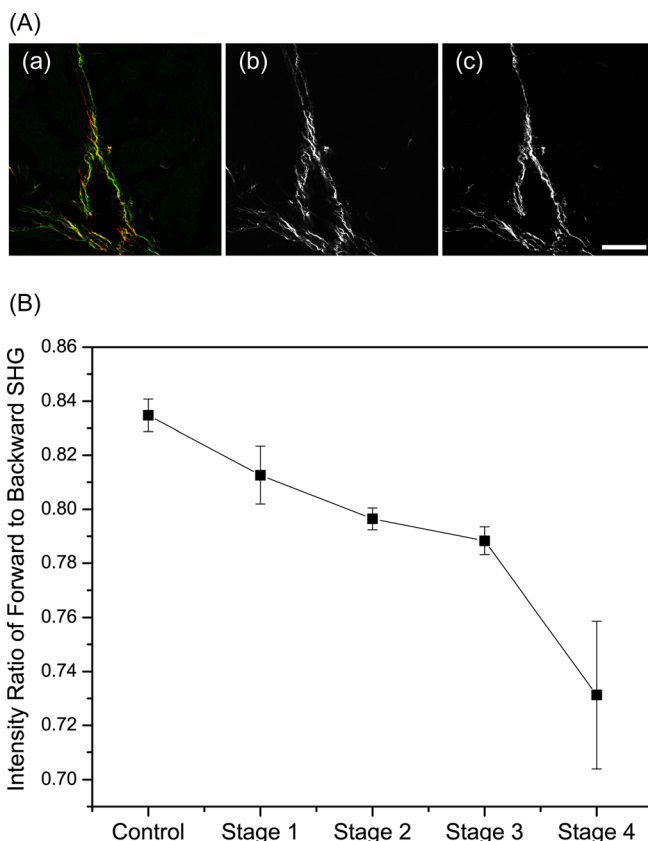 (A)
(a) (b) (c)
(B)
Intensity Ratio of Forward to Backward SHG
0.86
0.84
0.82
0.80
0.78
0.76
0.74
0.72
0.70
Control Stage 1 Stage 2 Stage 3 Stage 4